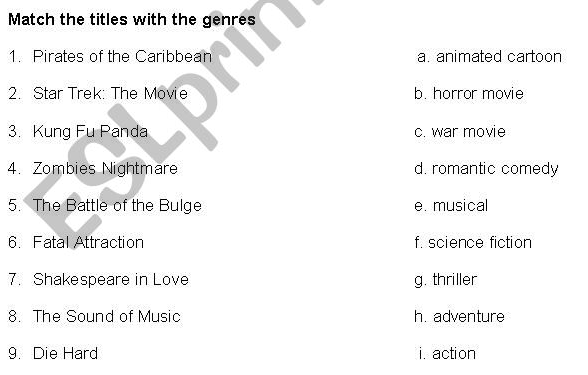 Match the titles with the genres
1. Pirates of the Caribbean a. animated cartoon
2. Star Trek: The Movie b. horror movie
3. Kung Fu Panda c. war movie
4. Zombies Nightmare d. romantic comedy
5. The Battle of the Bulge e. musical
6. Fatal Attraction f. science fiction
7. Shakespeare in Love g. thriller
8. The Sound of Music h. adventure
9. Die Hard i. action